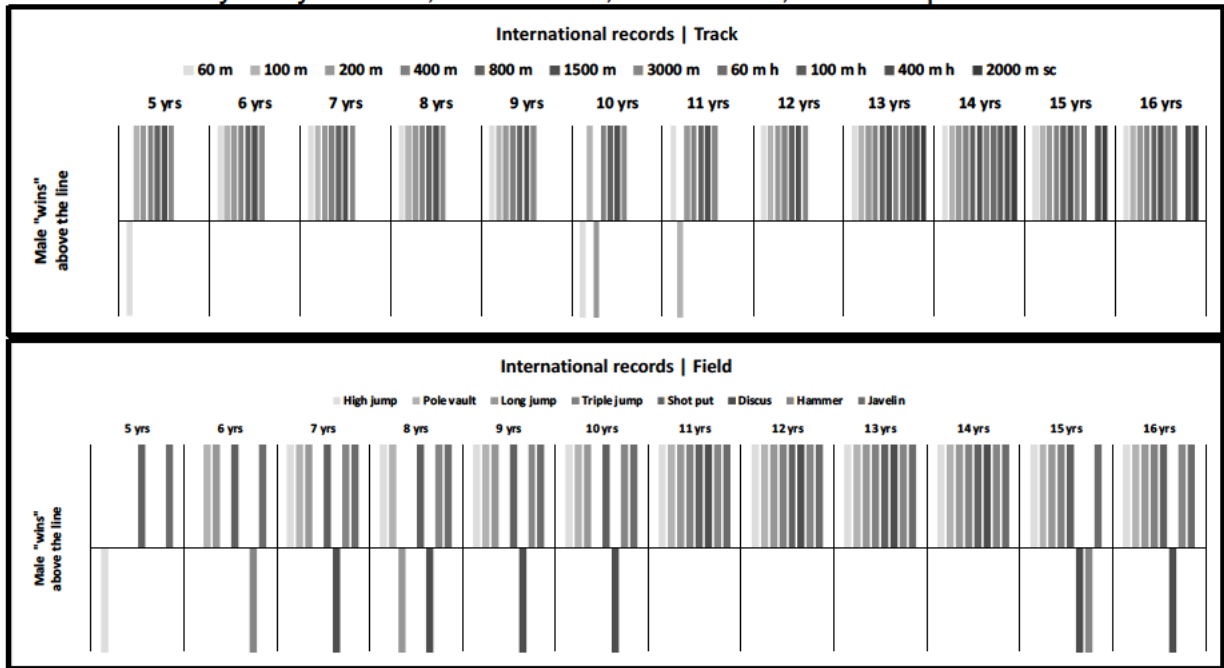 International records | Track
60 m 100 m 200 m 400 m 800 m 1500 m 3000 m 60 m h 100 m h 400 m h 2000 m sc
5 yrs 6 yrs 7 yrs 8 yrs 9 yrs 10 yrs 11 yrs 12 yrs 13 yrs 14 yrs 15 yrs 16 yrs
Male "wins"
above the line
International records | Field
High jump Pole vault Long jump Triple jump Shot put Discus Hammer Javelin
5 yrs 6 yrs 7 yrs 8 yrs 9 yrs 10 yrs 11 yrs 12 yrs 13 yrs 14 yrs 15 yrs 16 yrs
Male "wins"
above the line